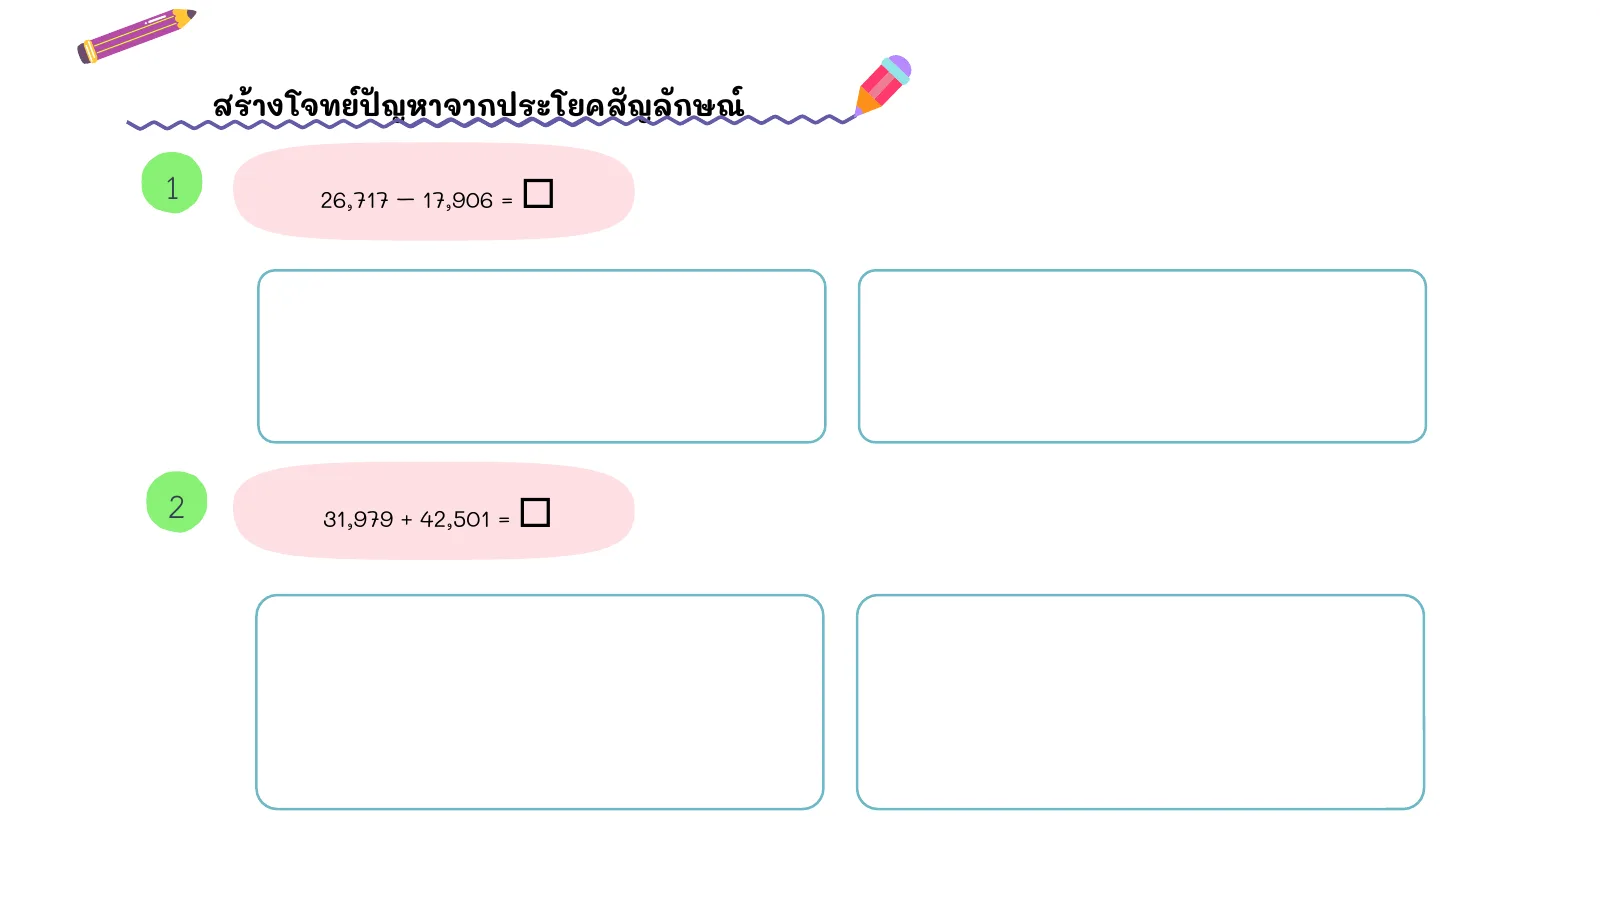 สร้างโจทย์ปัญหาจากประโยคสัญลักษณ์
1
26,717 – 17,906 = □
2
31,979 + 42,501 = □